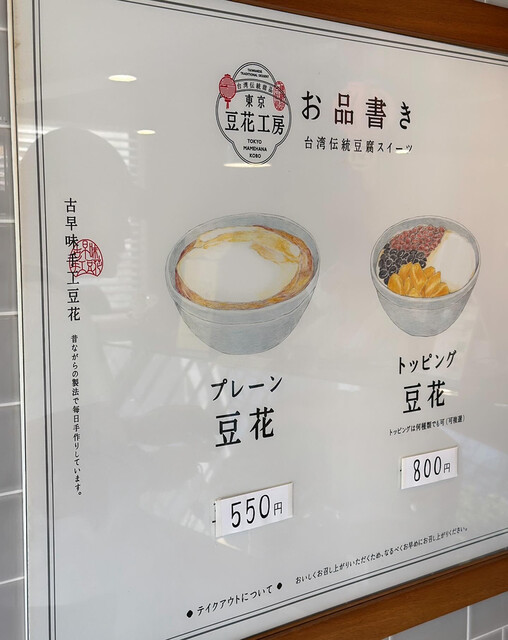 TAIWANESE
TRADITIONAL DESSERT
台湾伝統甜品
東京
豆花工房
TOKYO
MAMEHANA
KOBO
お品書き
台湾伝統豆腐スイーツ
古早味手工豆花
昔ながらの製法で毎日手作りしています。
プレーン
豆花
550円
トッピング
豆花
トッピングは何種類でも可(可検選)
800円
●テイクアウトについて●
おいしくお召し上がりいただくため、なるべくお早めにお召し上がりください。